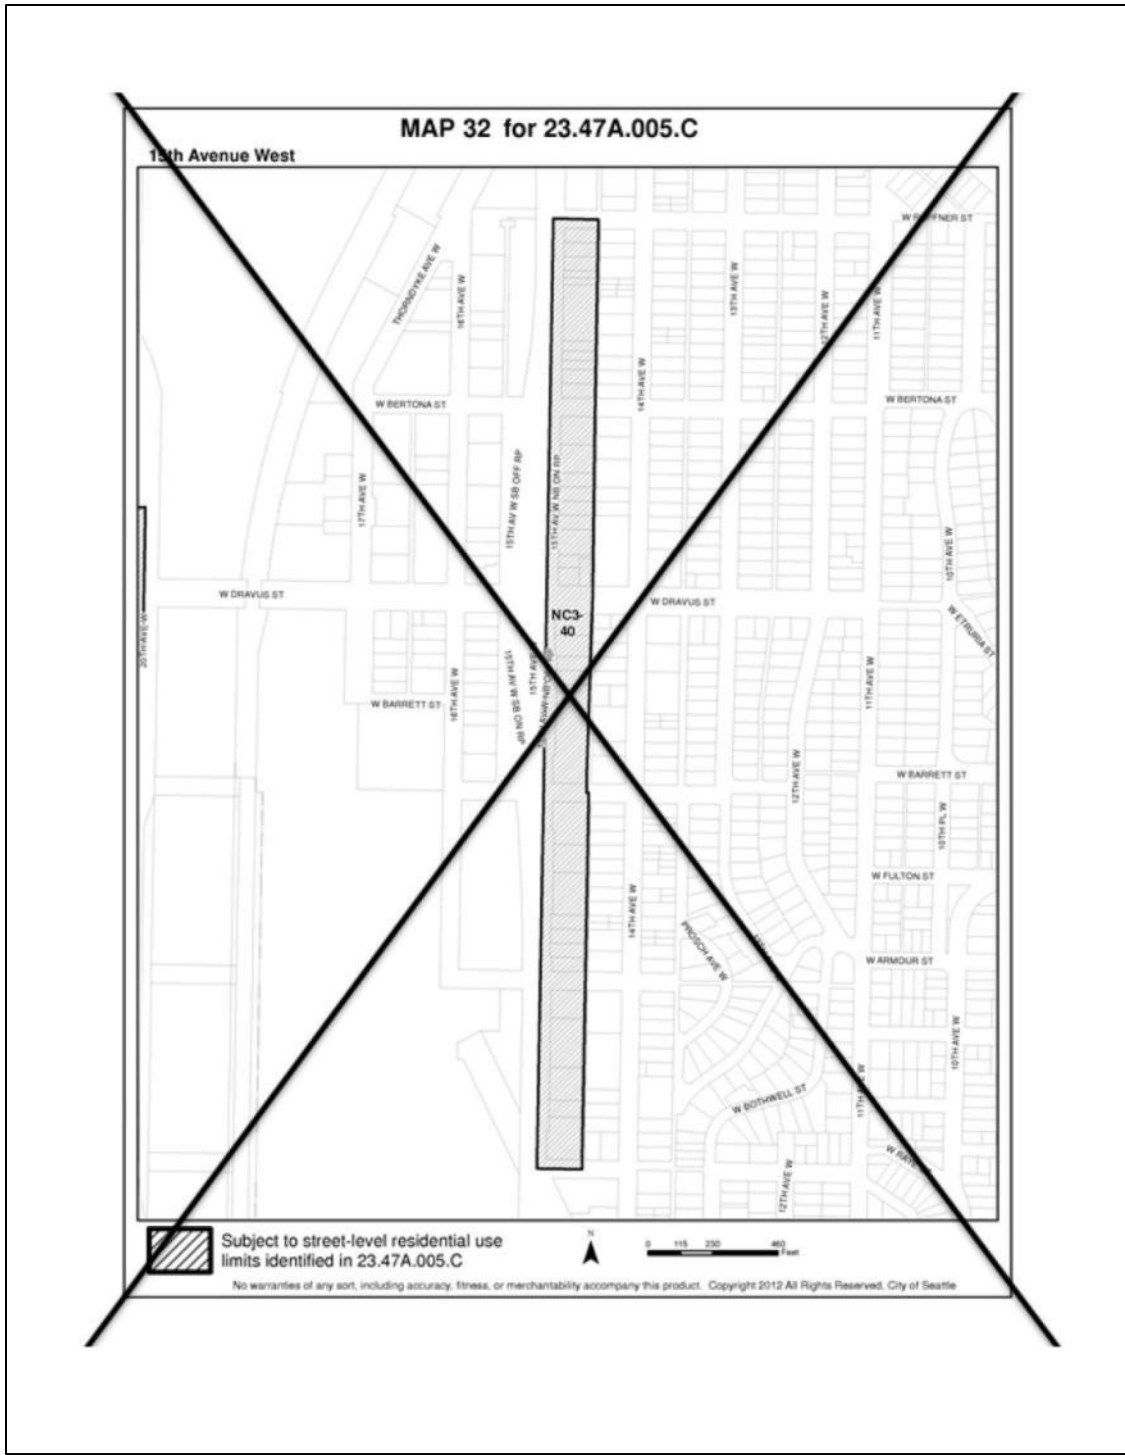 MAP 32 for 23.47A.005.C
15th Avenue West
W RUFFNER ST
THORNDYKE AVE W
16TH AVE W
13TH AVE W
12TH AVE W
11TH AVE W
14TH AVE W
W BERTONA ST
W BERTONA ST
17TH AVE W
15TH AV W SB OFF RP
15TH AV W NB ON RP
10TH AVE W
W DRAVUS ST
W DRAVUS ST
20TH AVE W
NC3-
40
W ETRURIA ST
16TH AVE W
15TH AV W SB ON RP
15TH AVE
11TH AVE W
W BARRETT ST
12TH AVE W
W BARRETT ST
10TH PL W
W FULTON ST
14TH AVE W
PROSCH AVE W
W ARMOUR ST
10TH AVE W
W BOTHWELL ST
11TH AVE W
12TH AVE W
Subject to street-level residential use
limits identified in 23.47A.005.C
N
0 115 230 460
Feet
No warranties of any sort, including accuracy, fitness, or merchantability accompany this product. Copyright 2012 All Rights Reserved, City of Seattle